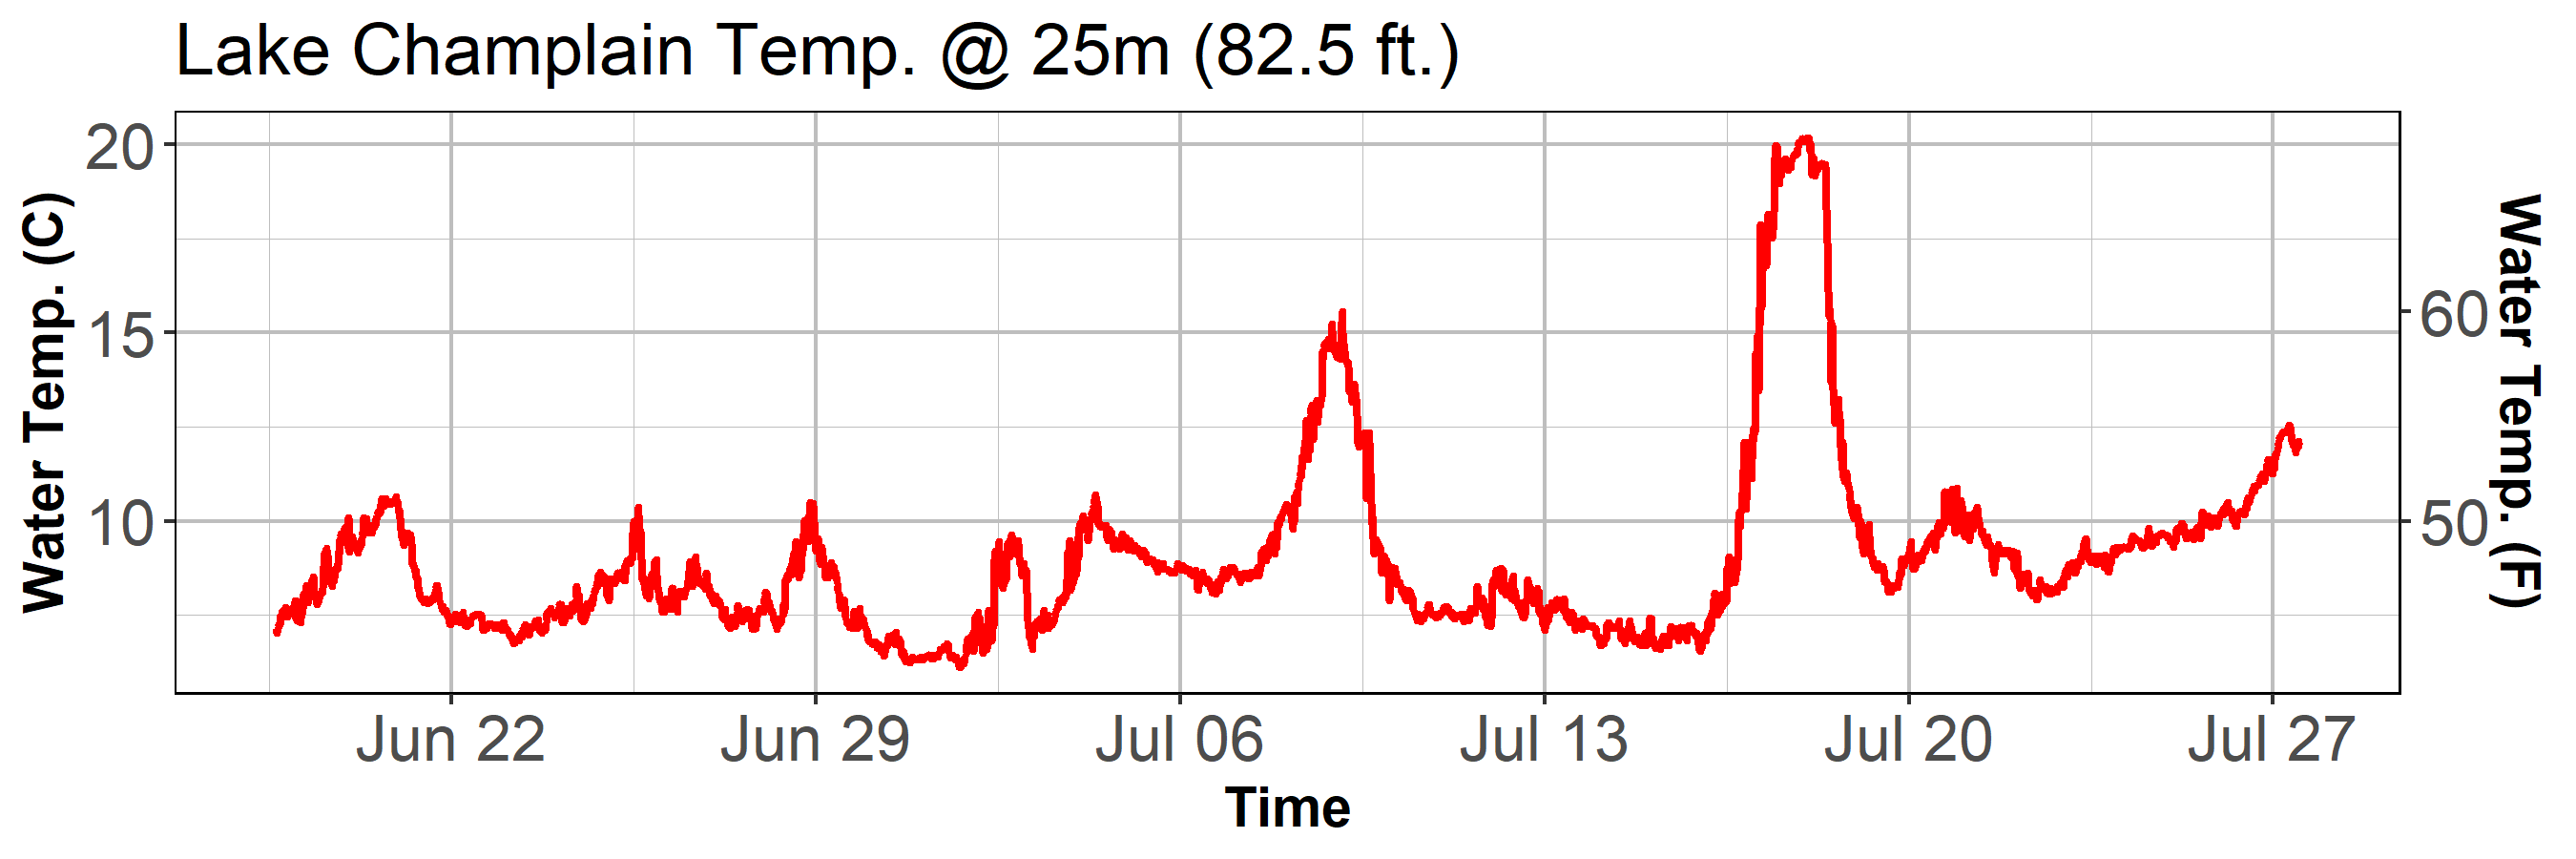 Lake Champlain Temp. @ 25m (82.5 ft.)
Water Temp. (C)
20
15
10
60
50
Water Temp. (F)
Jun 22 Jun 29 Jul 06 Jul 13 Jul 20 Jul 27
Time